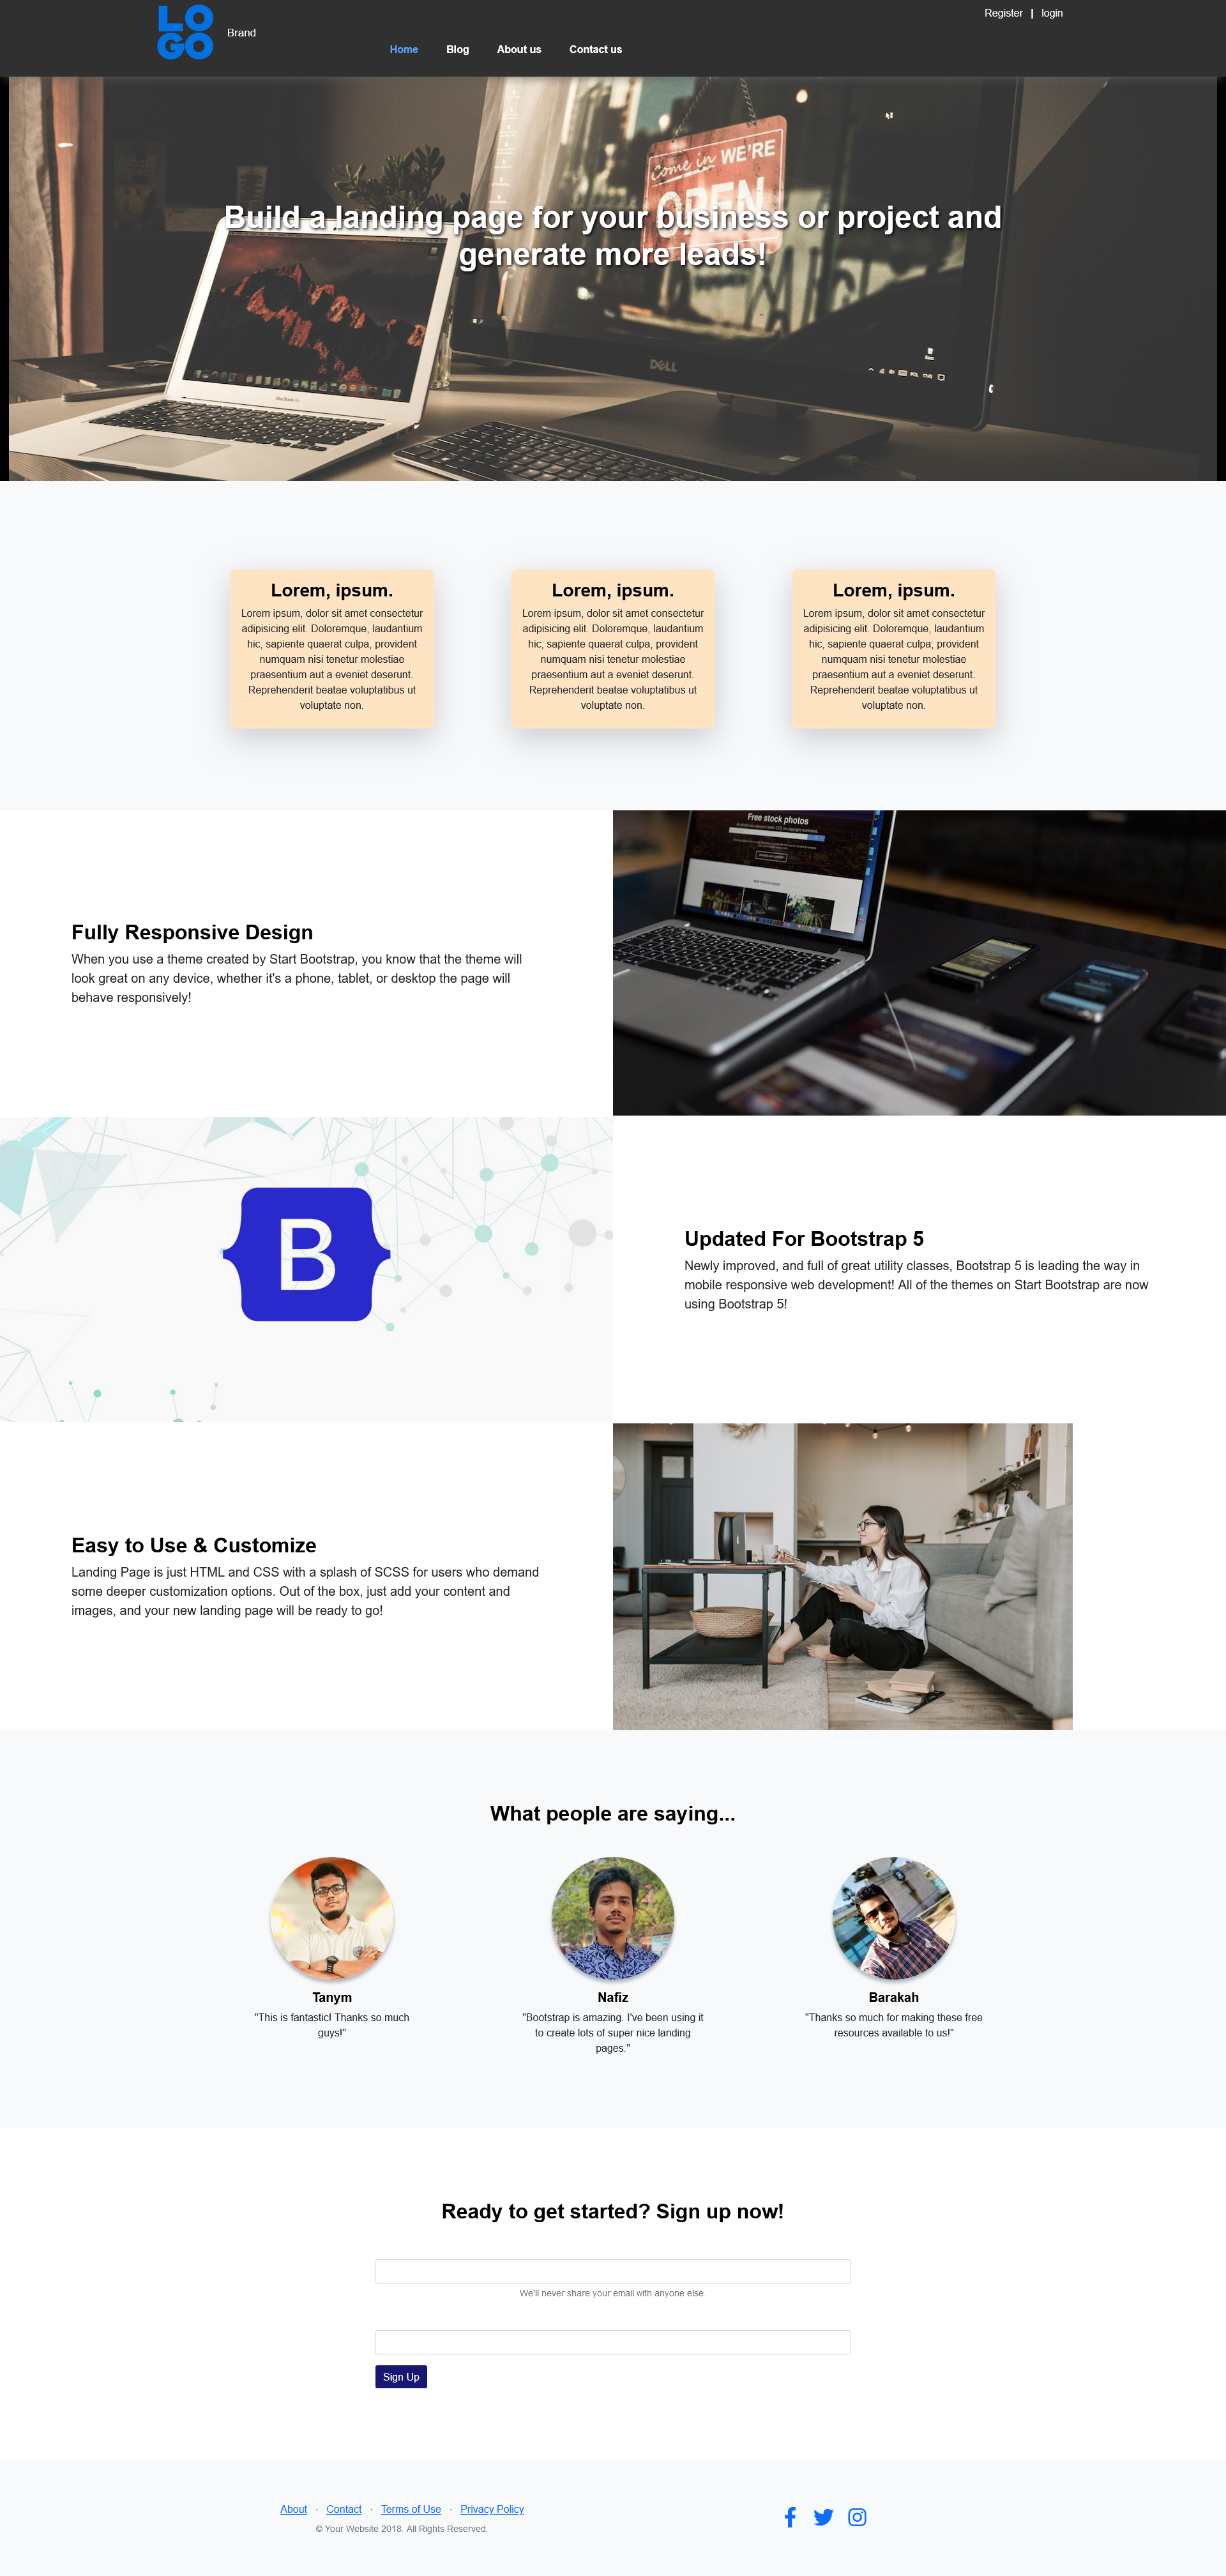 LO
GO
Brand
Register | login
Home Blog About us Contact us
Come in WE'RE
OPEN
Build a landing page for your business or project and
generate more leads!
DELL
MacBook Air
Lorem, ipsum.
Lorem ipsum, dolor sit amet consectetur
adipisicing elit. Doloremque, laudantium
hic, sapiente quaerat culpa, provident
numquam nisi tenetur molestiae
praesentium aut a eveniet deserunt.
Reprehenderit beatae voluptatibus ut
voluptate non.
Lorem, ipsum.
Lorem ipsum, dolor sit amet consectetur
adipisicing elit. Doloremque, laudantium
hic, sapiente quaerat culpa, provident
numquam nisi tenetur molestiae
praesentium aut a eveniet deserunt.
Reprehenderit beatae voluptatibus ut
voluptate non.
Lorem, ipsum.
Lorem ipsum, dolor sit amet consectetur
adipisicing elit. Doloremque, laudantium
hic, sapiente quaerat culpa, provident
numquam nisi tenetur molestiae
praesentium aut a eveniet deserunt.
Reprehenderit beatae voluptatibus ut
voluptate non.
Free stock photos
Fully Responsive Design
When you use a theme created by Start Bootstrap, you know that the theme will
look great on any device, whether it's a phone, tablet, or desktop the page will
behave responsively!
B
Updated For Bootstrap 5
Newly improved, and full of great utility classes, Bootstrap 5 is leading the way in
mobile responsive web development! All of the themes on Start Bootstrap are now
using Bootstrap 5!
Easy to Use & Customize
Landing Page is just HTML and CSS with a splash of SCSS for users who demand
some deeper customization options. Out of the box, just add your content and
images, and your new landing page will be ready to go!
What people are saying...
Tanym
"This is fantastic! Thanks so much
guys!"
Nafiz
"Bootstrap is amazing. I've been using it
to create lots of super nice landing
pages."
Barakah
"Thanks so much for making these free
resources available to us!"
Ready to get started? Sign up now!
We'll never share your email with anyone else.
Sign Up
About · Contact · Terms of Use · Privacy Policy
© Your Website 2018. All Rights Reserved.